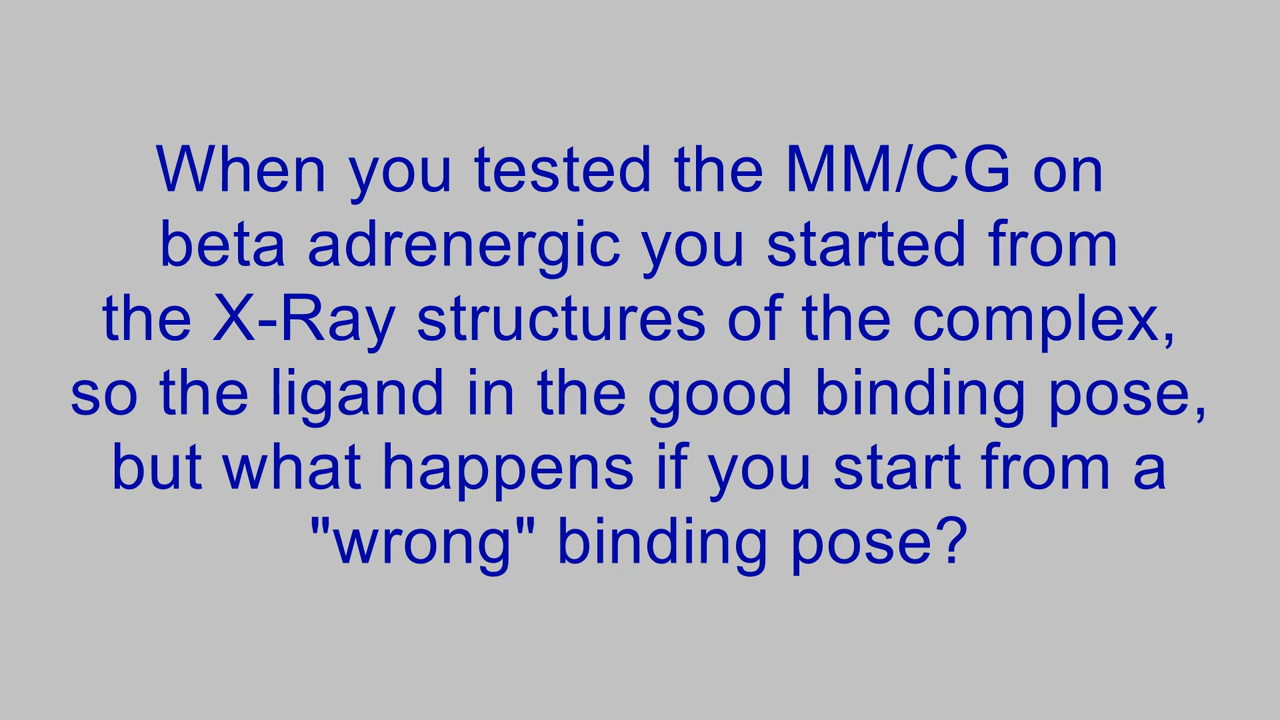 When you tested the MM/CG on
beta adrenergic you started from
the X-Ray structures of the complex,
so the ligand in the good binding pose,
but what happens if you start from a
"wrong" binding pose?